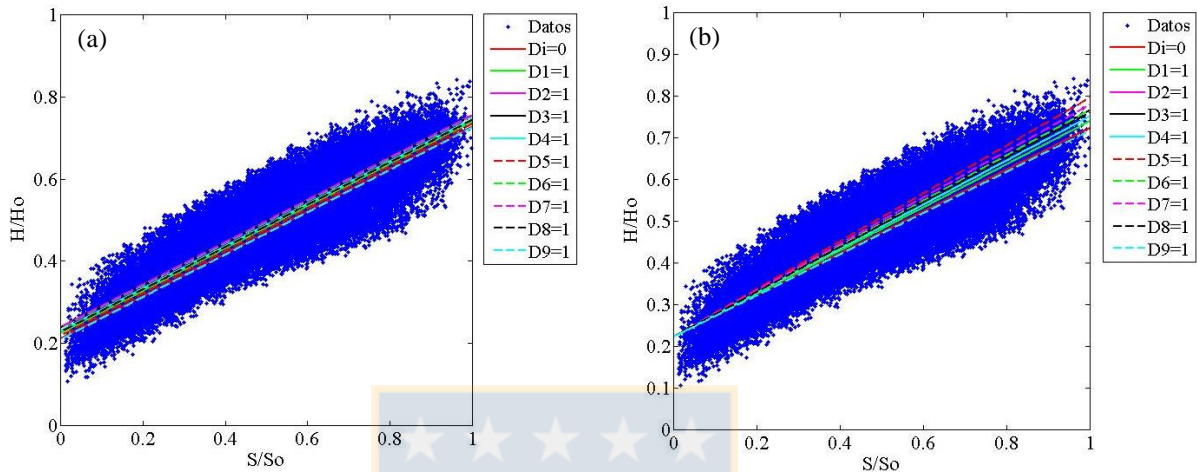 (a)
H/Ho
1
0.8
0.6
0.4
0.2
0
0
0.2
0.4
0.6
0.8
1
S/So
Datos
Di=0
D1=1
D2=1
D3=1
D4=1
D5=1
D6=1
D7=1
D8=1
D9=1
(b)
H/Ho
1
0.9
0.8
0.7
0.6
0.5
0.4
0.3
0.2
0.1
0
0
0.2
0.4
0.6
0.8
1
S/So
Datos
Di=0
D1=1
D2=1
D3=1
D4=1
D5=1
D6=1
D7=1
D8=1
D9=1